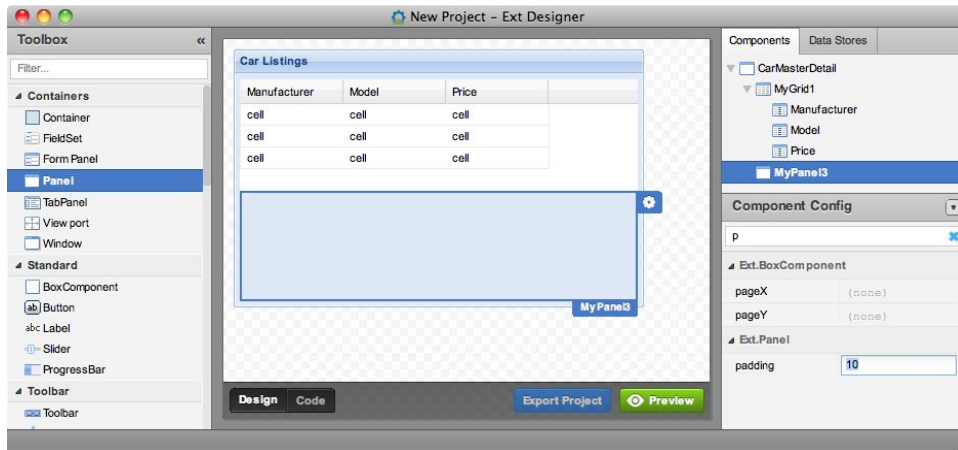 New Project – Ext Designer
Toolbox «
Filter...
Containers
Container
FieldSet
Form Panel
Panel
TabPanel
View port
Window
Standard
BoxComponent
ab Button
abc Label
Slider
ProgressBar
Toolbar
Toolbar
Car Listings
Manufacturer Model Price
cell cell cell
cell cell cell
cell cell cell
MyPanel3
Design Code Export Project Preview
Components Data Stores
CarMasterDetail
MyGrid1
Manufacturer
Model
Price
MyPanel3
Component Config
p
Ext.BoxComponent
pageX (none)
pageY (none)
Ext.Panel
padding 10